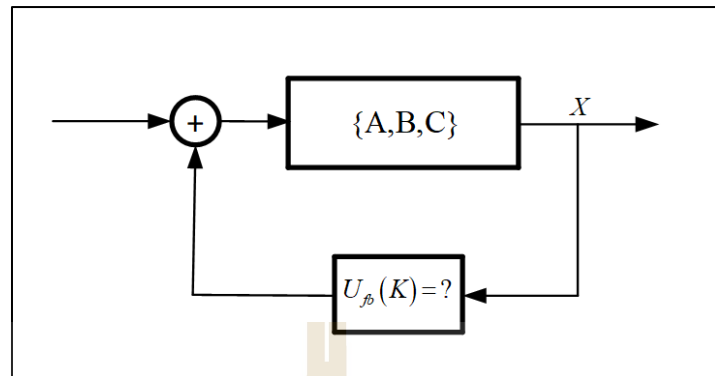 X
+
{A,B,C}
U_fb(K)=?